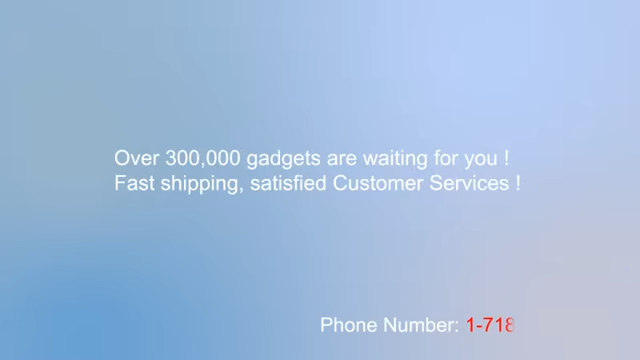 Over 300,000 gadgets are waiting for you !
Fast shipping, satisfied Customer Services !
Phone Number: 1-718